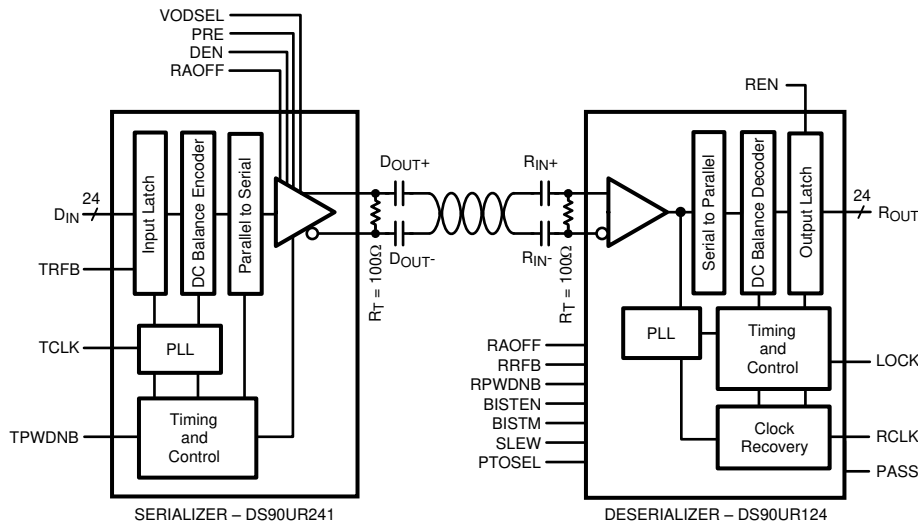 VODSEL
PRE
DEN
RAOFF
REN
Input Latch
DC Balance Encoder
Parallel to Serial
DOUT+
RIN+
Serial to Parallel
DC Balance Decoder
Output Latch
24
DIN
24
ROUT
TRFB
DOUT-
RIN-
RT = 100Ω
RT = 100Ω
TCLK
PLL
PLL
Timing and Control
RAOFF
RRFB
RPWDNB
BISTEN
BISTM
SLEW
PTOSEL
LOCK
TPWDNB
Timing and Control
Clock Recovery
RCLK
PASS
SERIALIZER – DS90UR241
DESERIALIZER – DS90UR124